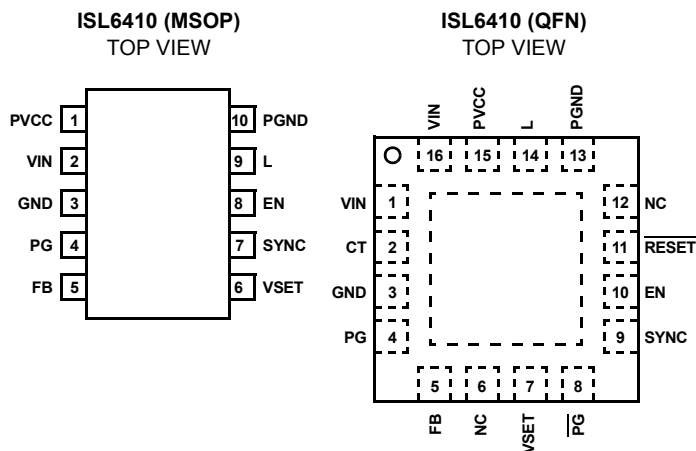 ISL6410 (MSOP)
TOP VIEW
PVCC 1
10 PGND
VIN 2
9 L
GND 3
8 EN
PG 4
7 SYNC
FB 5
6 VSET
ISL6410 (QFN)
TOP VIEW
VIN
PVCC
L
PGND
16 15 14 13
VIN 1
12 NC
CT 2
11 R̅E̅S̅E̅T̅
GND 3
10 EN
PG 4
9 SYNC
5 6 7 8
FB
NC
VSET
P̅G̅